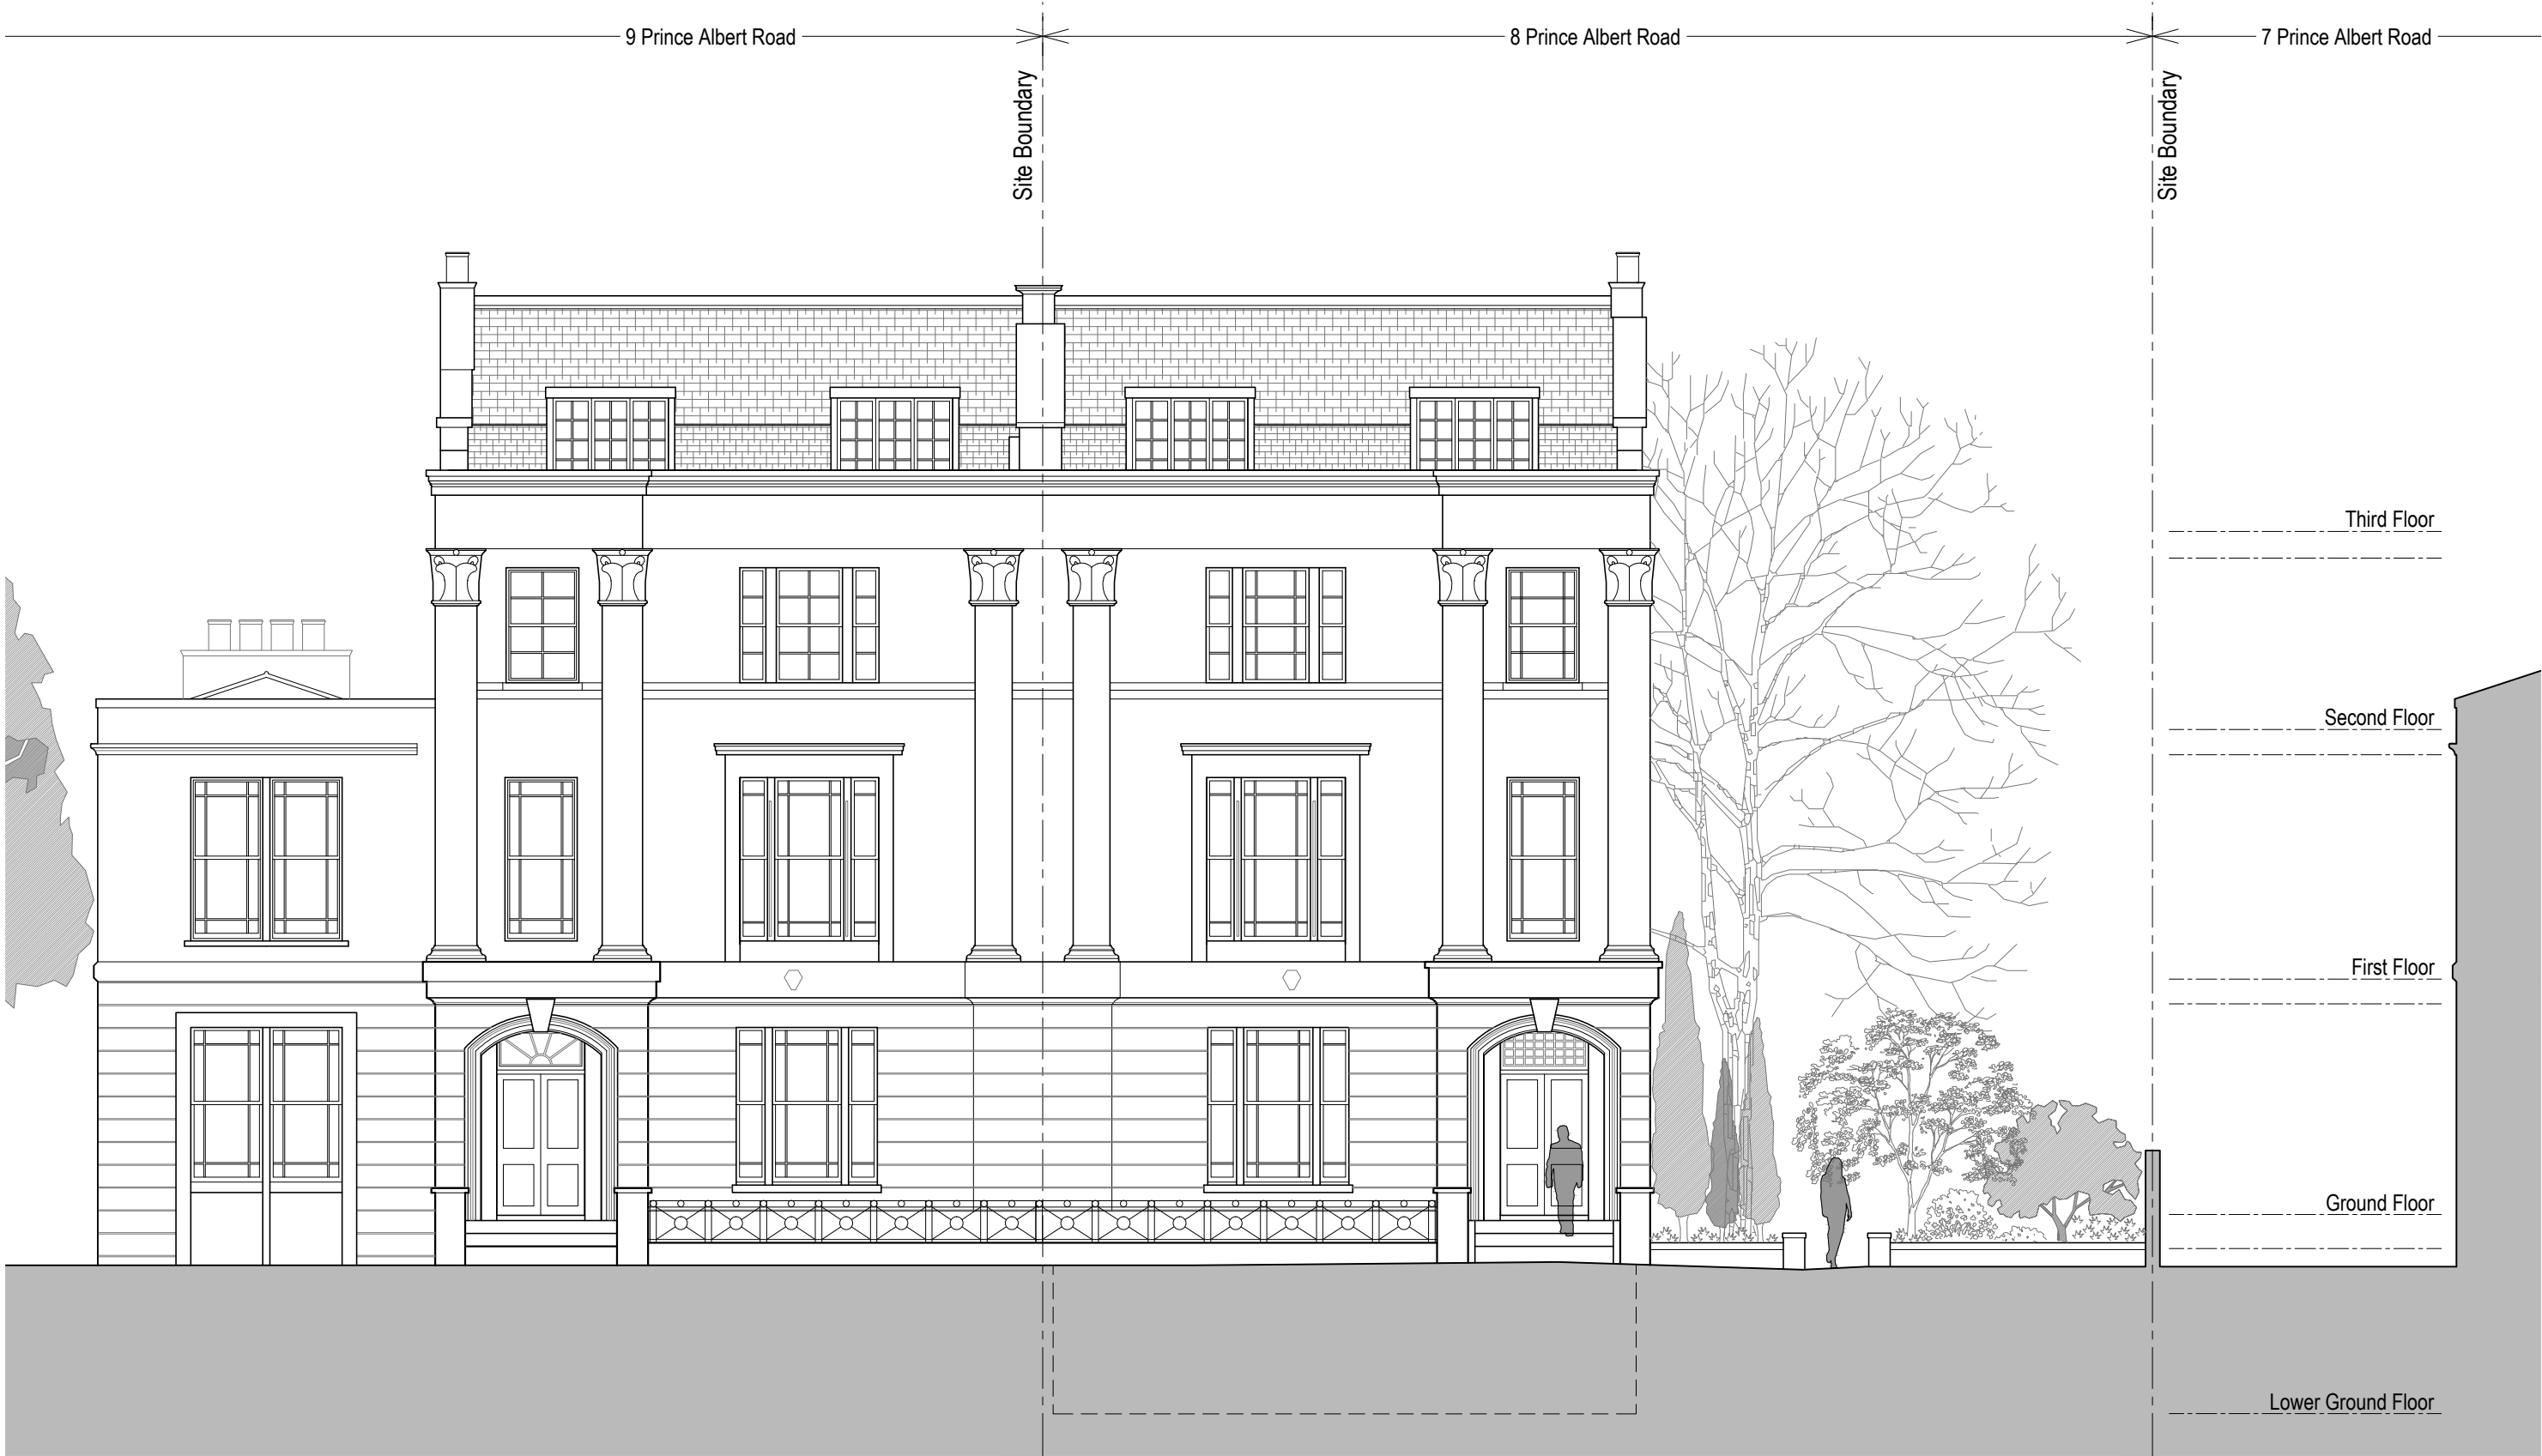 9 Prince Albert Road
8 Prince Albert Road
7 Prince Albert Road
Site Boundary
Site Boundary
Third Floor
Second Floor
First Floor
Ground Floor
Lower Ground Floor